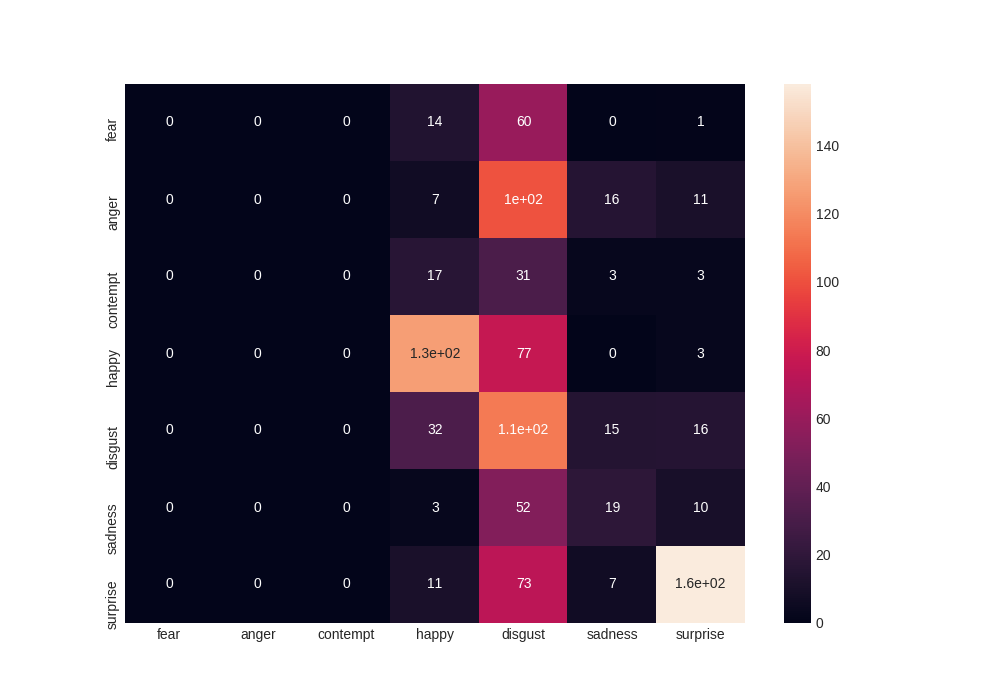 fear 0 0 0 14 60 0 1
anger 0 0 0 7 1e+02 16 11
contempt 0 0 0 17 31 3 3
happy 0 0 0 1.3e+02 77 0 3
disgust 0 0 0 32 1.1e+02 15 16
sadness 0 0 0 3 52 19 10
surprise 0 0 0 11 73 7 1.6e+02
fear anger contempt happy disgust sadness surprise
140
120
100
80
60
40
20
0